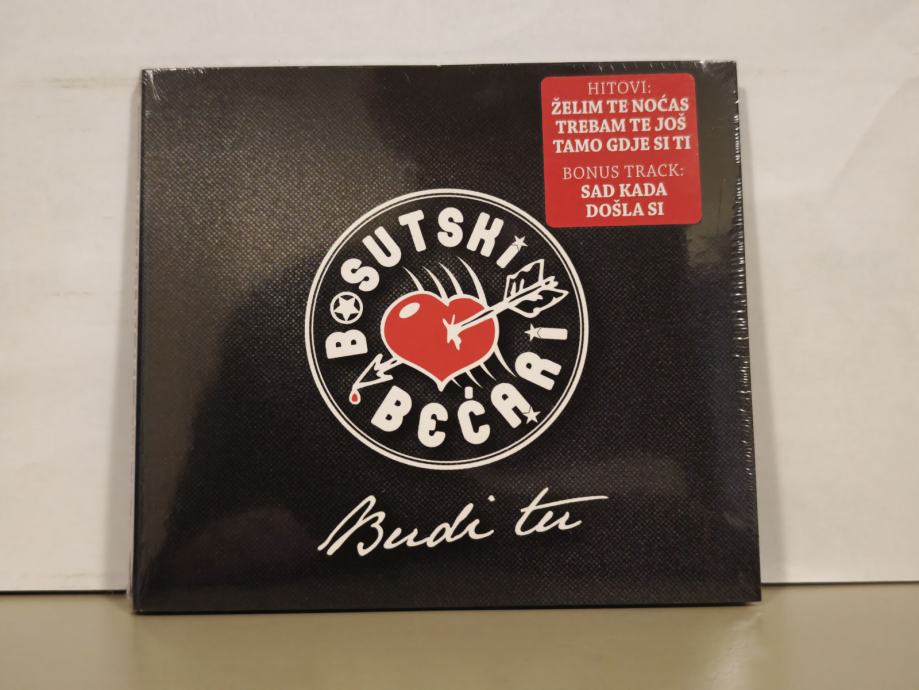 HITOVI:
ŽELIM TE NOĆAS
TREBAM TE JOŠ
TAMO GDJE SI TI
BONUS TRACK:
SAD KADA
DOŠLA SI
BOSUTSKI
BEĆARI
Budi tu